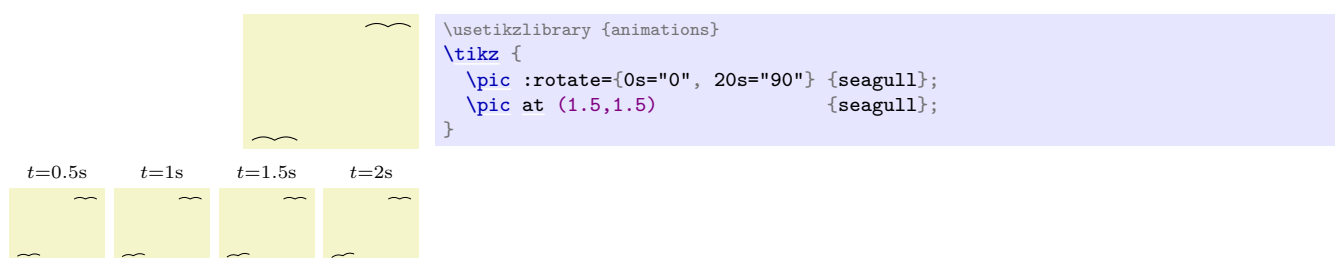 \usetikzlibrary {animations}
\tikz {
  \pic :rotate={0s="0", 20s="90"} {seagull};
  \pic at (1.5,1.5)               {seagull};
}
t=0.5s t=1s t=1.5s t=2s